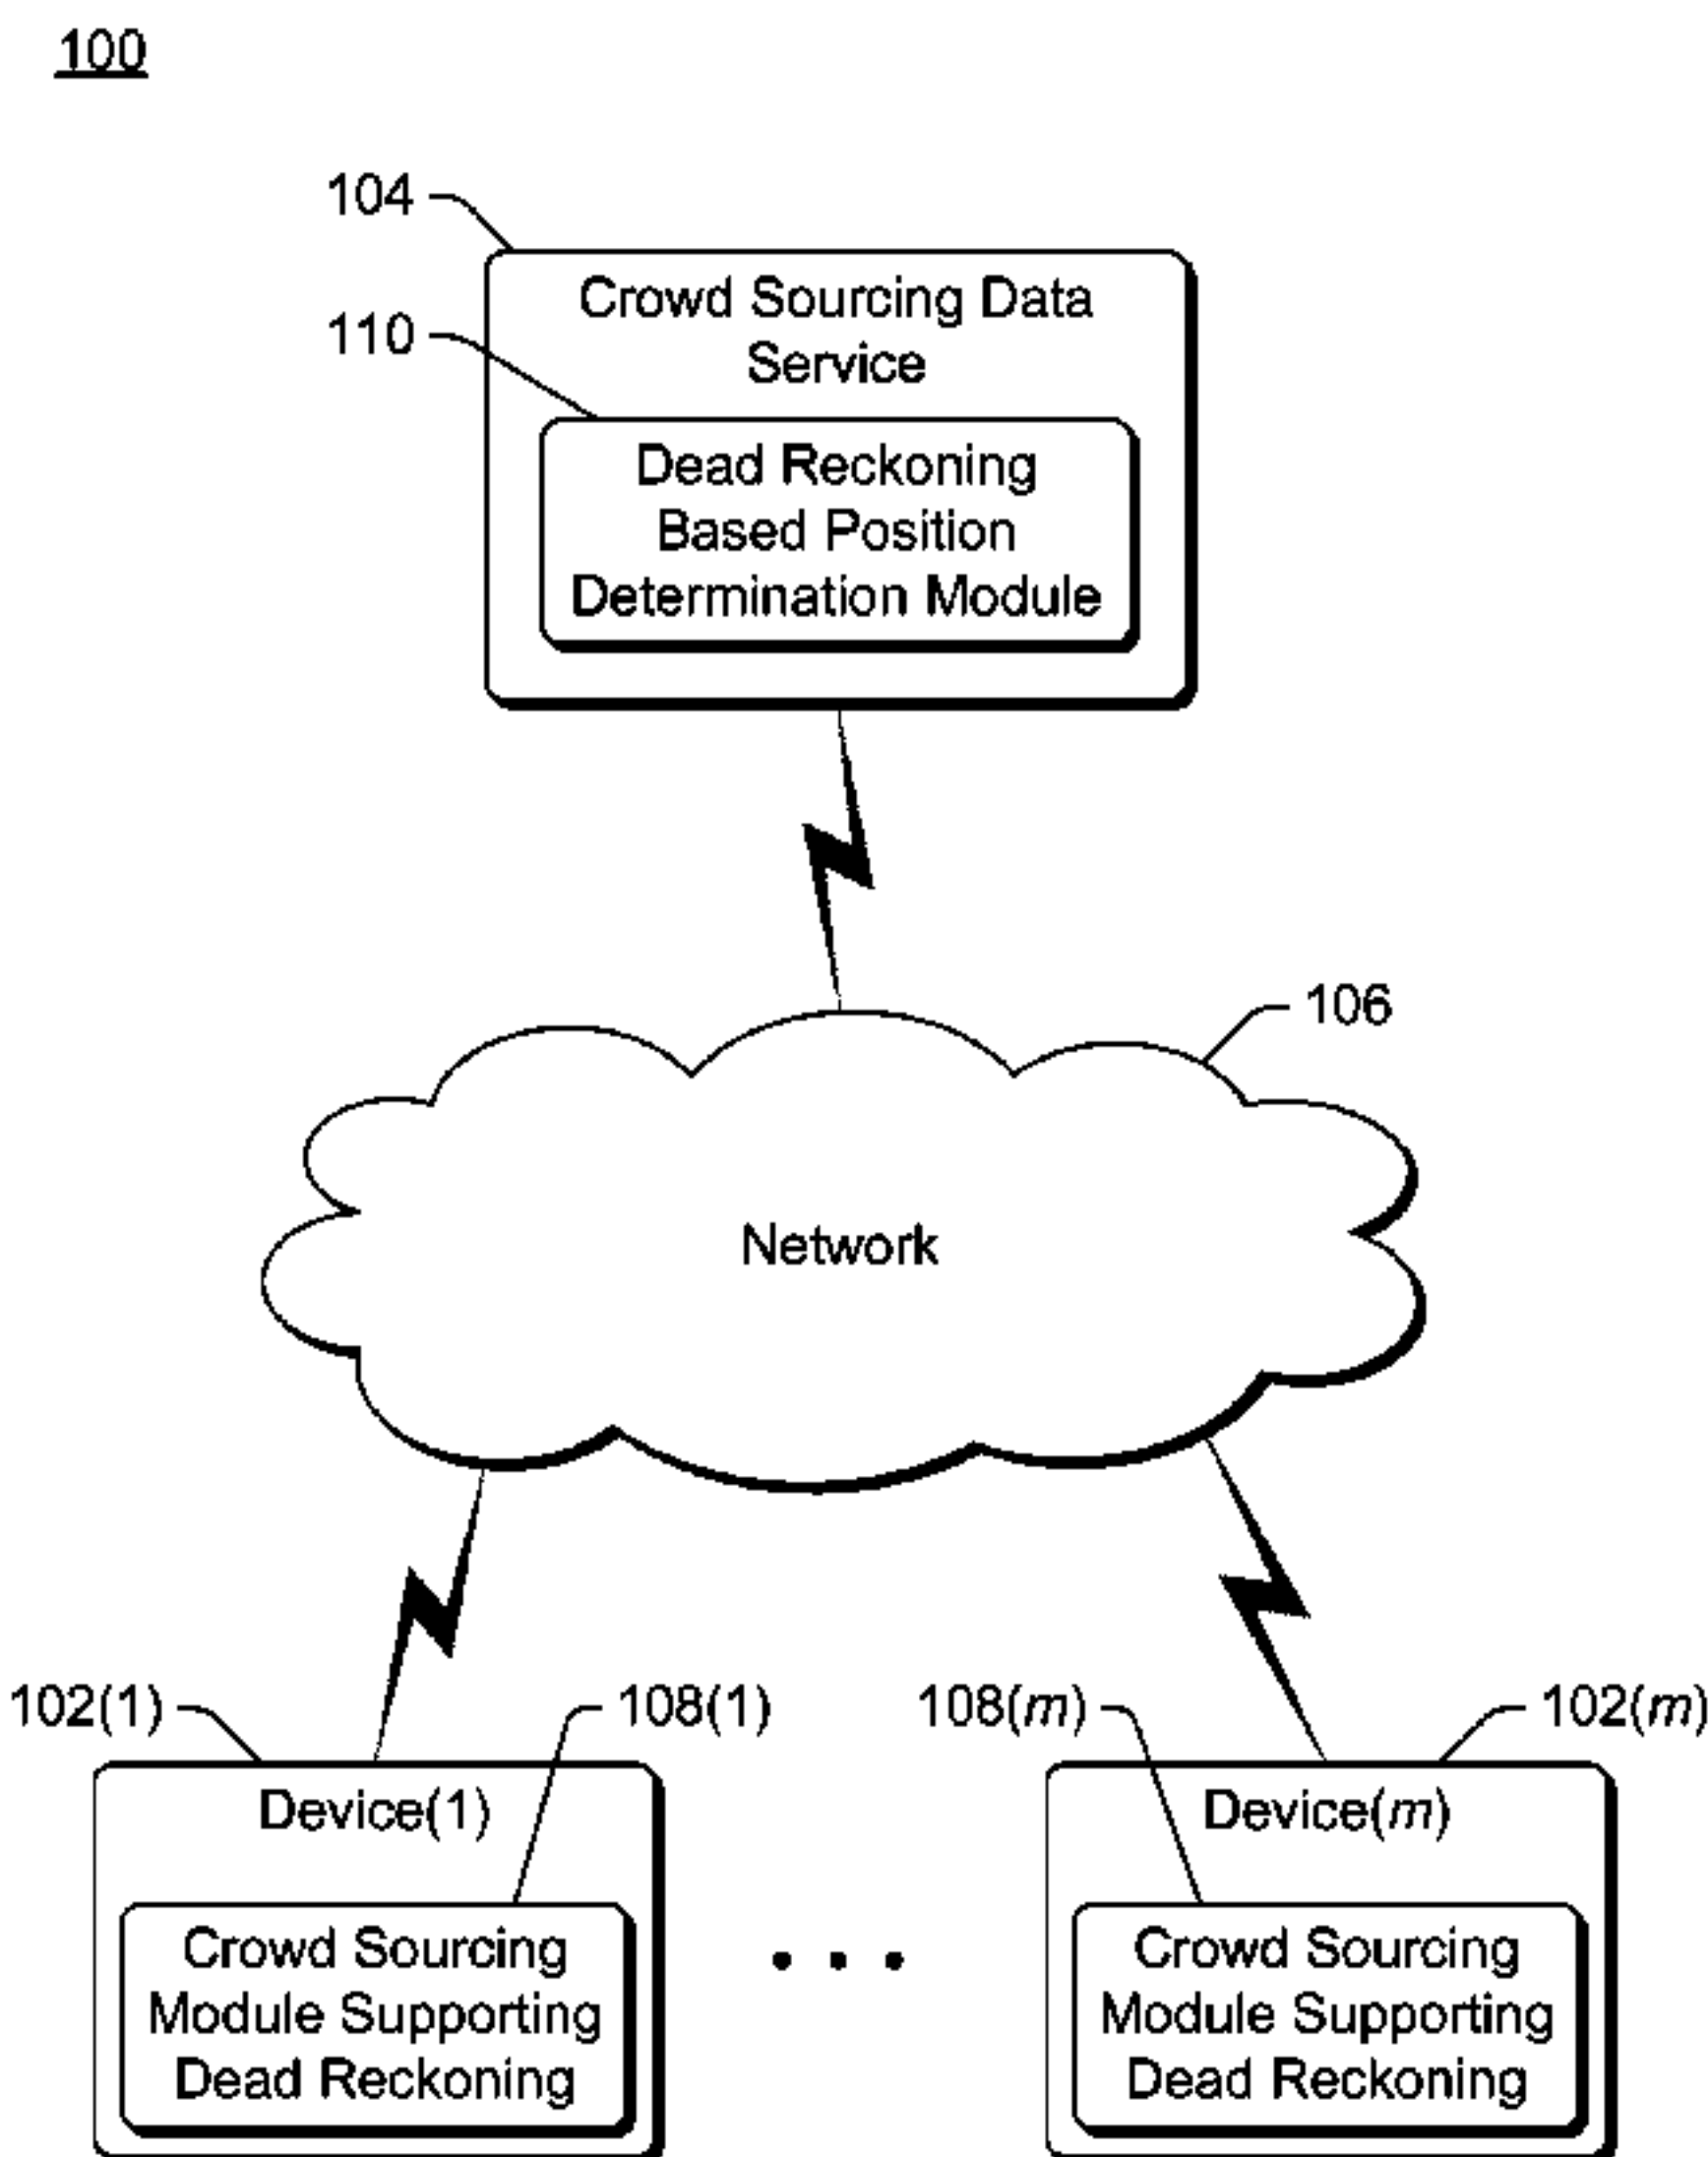 100
104
Crowd Sourcing Data
Service
110
Dead Reckoning
Based Position
Determination Module
106
Network
102(1)
108(1)
108(m)
102(m)
Device(1)
Device(m)
Crowd Sourcing
Module Supporting
Dead Reckoning
• • •
Crowd Sourcing
Module Supporting
Dead Reckoning